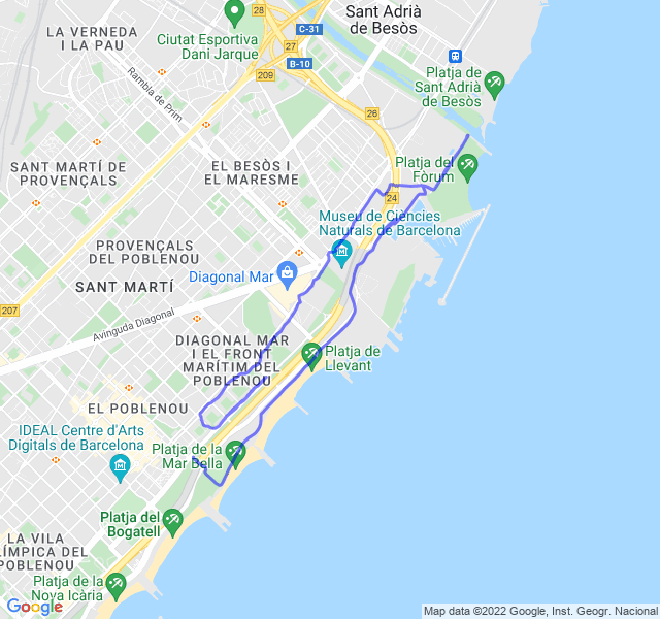 Sant Adrià
de Besòs
LA VERNEDA
I LA PAU
C-31
27
28
Ciutat Esportiva
Dani Jarque
27
B-10
209
Platja de
Sant Adrià
de Besòs
Rambla de Prim
26
SANT MARTÍ DE
PROVENÇALS
EL BESÒS I
EL MARESME
Platja del
Fòrum
24
Museu de Ciències
Naturals de Barcelona
PROVENÇALS
DEL POBLENOU
Diagonal Mar
SANT MARTÍ
207
Avinguda Diagonal
DIAGONAL MAR
I EL FRONT
MARÍTIM DEL
POBLENOU
Platja de
Llevant
EL POBLENOU
IDEAL Centre d'Arts
Digitals de Barcelona
Platja de la
Mar Bella
Platja del
Bogatell
LA VILA
LÍMPICA DEL
POBLENOU
Platja de la
Nova Icària
Google
Map data ©2022 Google, Inst. Geogr. Nacional